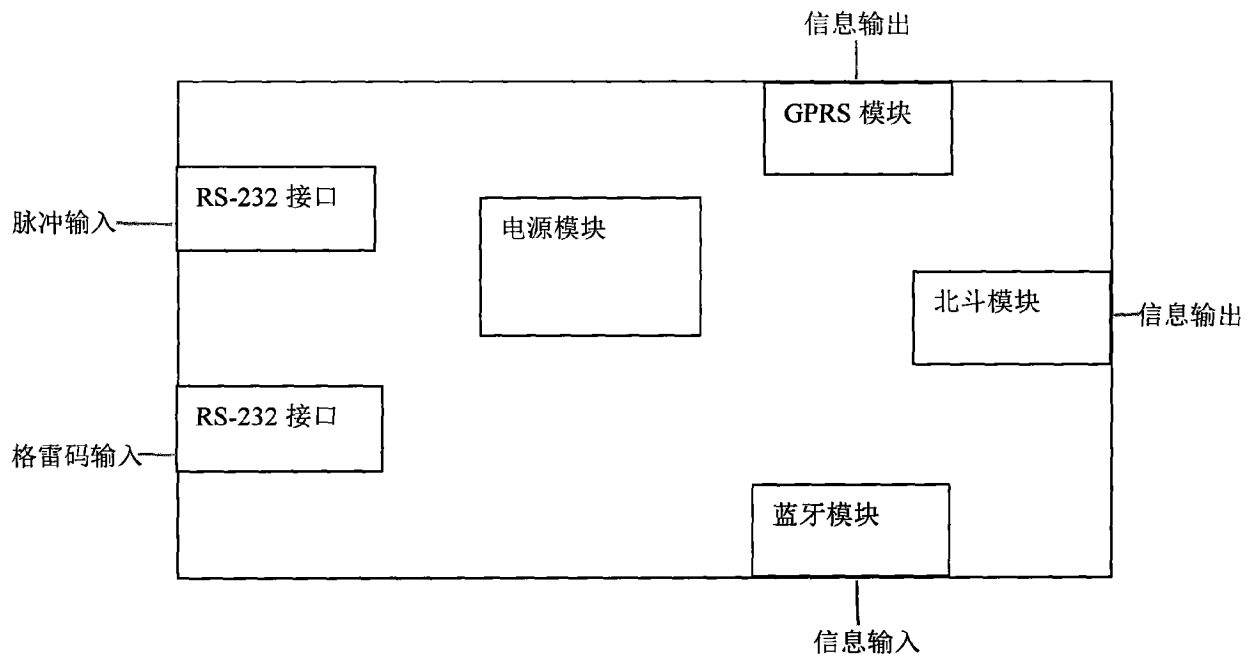 信息输出
GPRS 模块
RS-232 接口
脉冲输入
电源模块
北斗模块
信息输出
RS-232 接口
格雷码输入
蓝牙模块
信息输入